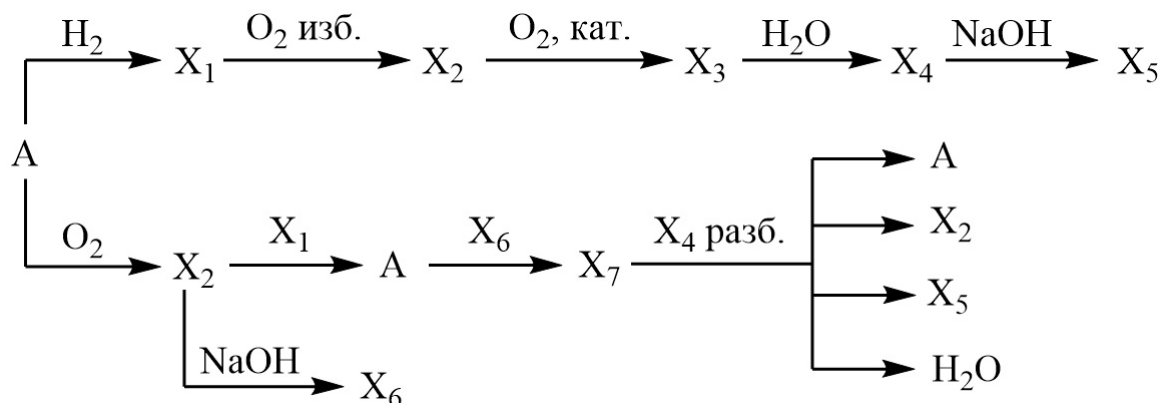 H₂ O₂ изб. O₂, кат. H₂O NaOH
X₁ X₂ X₃ X₄ X₅
A
A
O₂ X₁ X₆ X₄ разб. X₂
X₂ A X₇
X₅
NaOH
X₆ H₂O